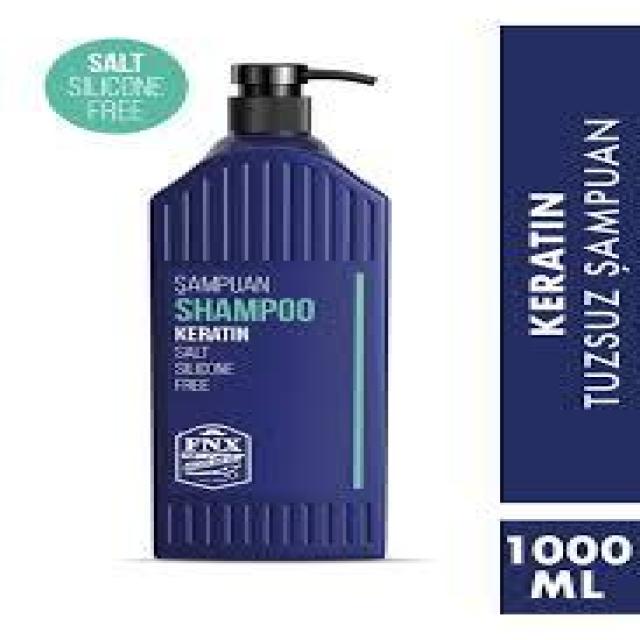 SALT
SILICONE
FREE
ŞAMPUAN
SHAMPOO
KERATIN
SALT
SILICONE
FREE
FNX
KERATIN
TUZSUZ ŞAMPUAN
1000
ML